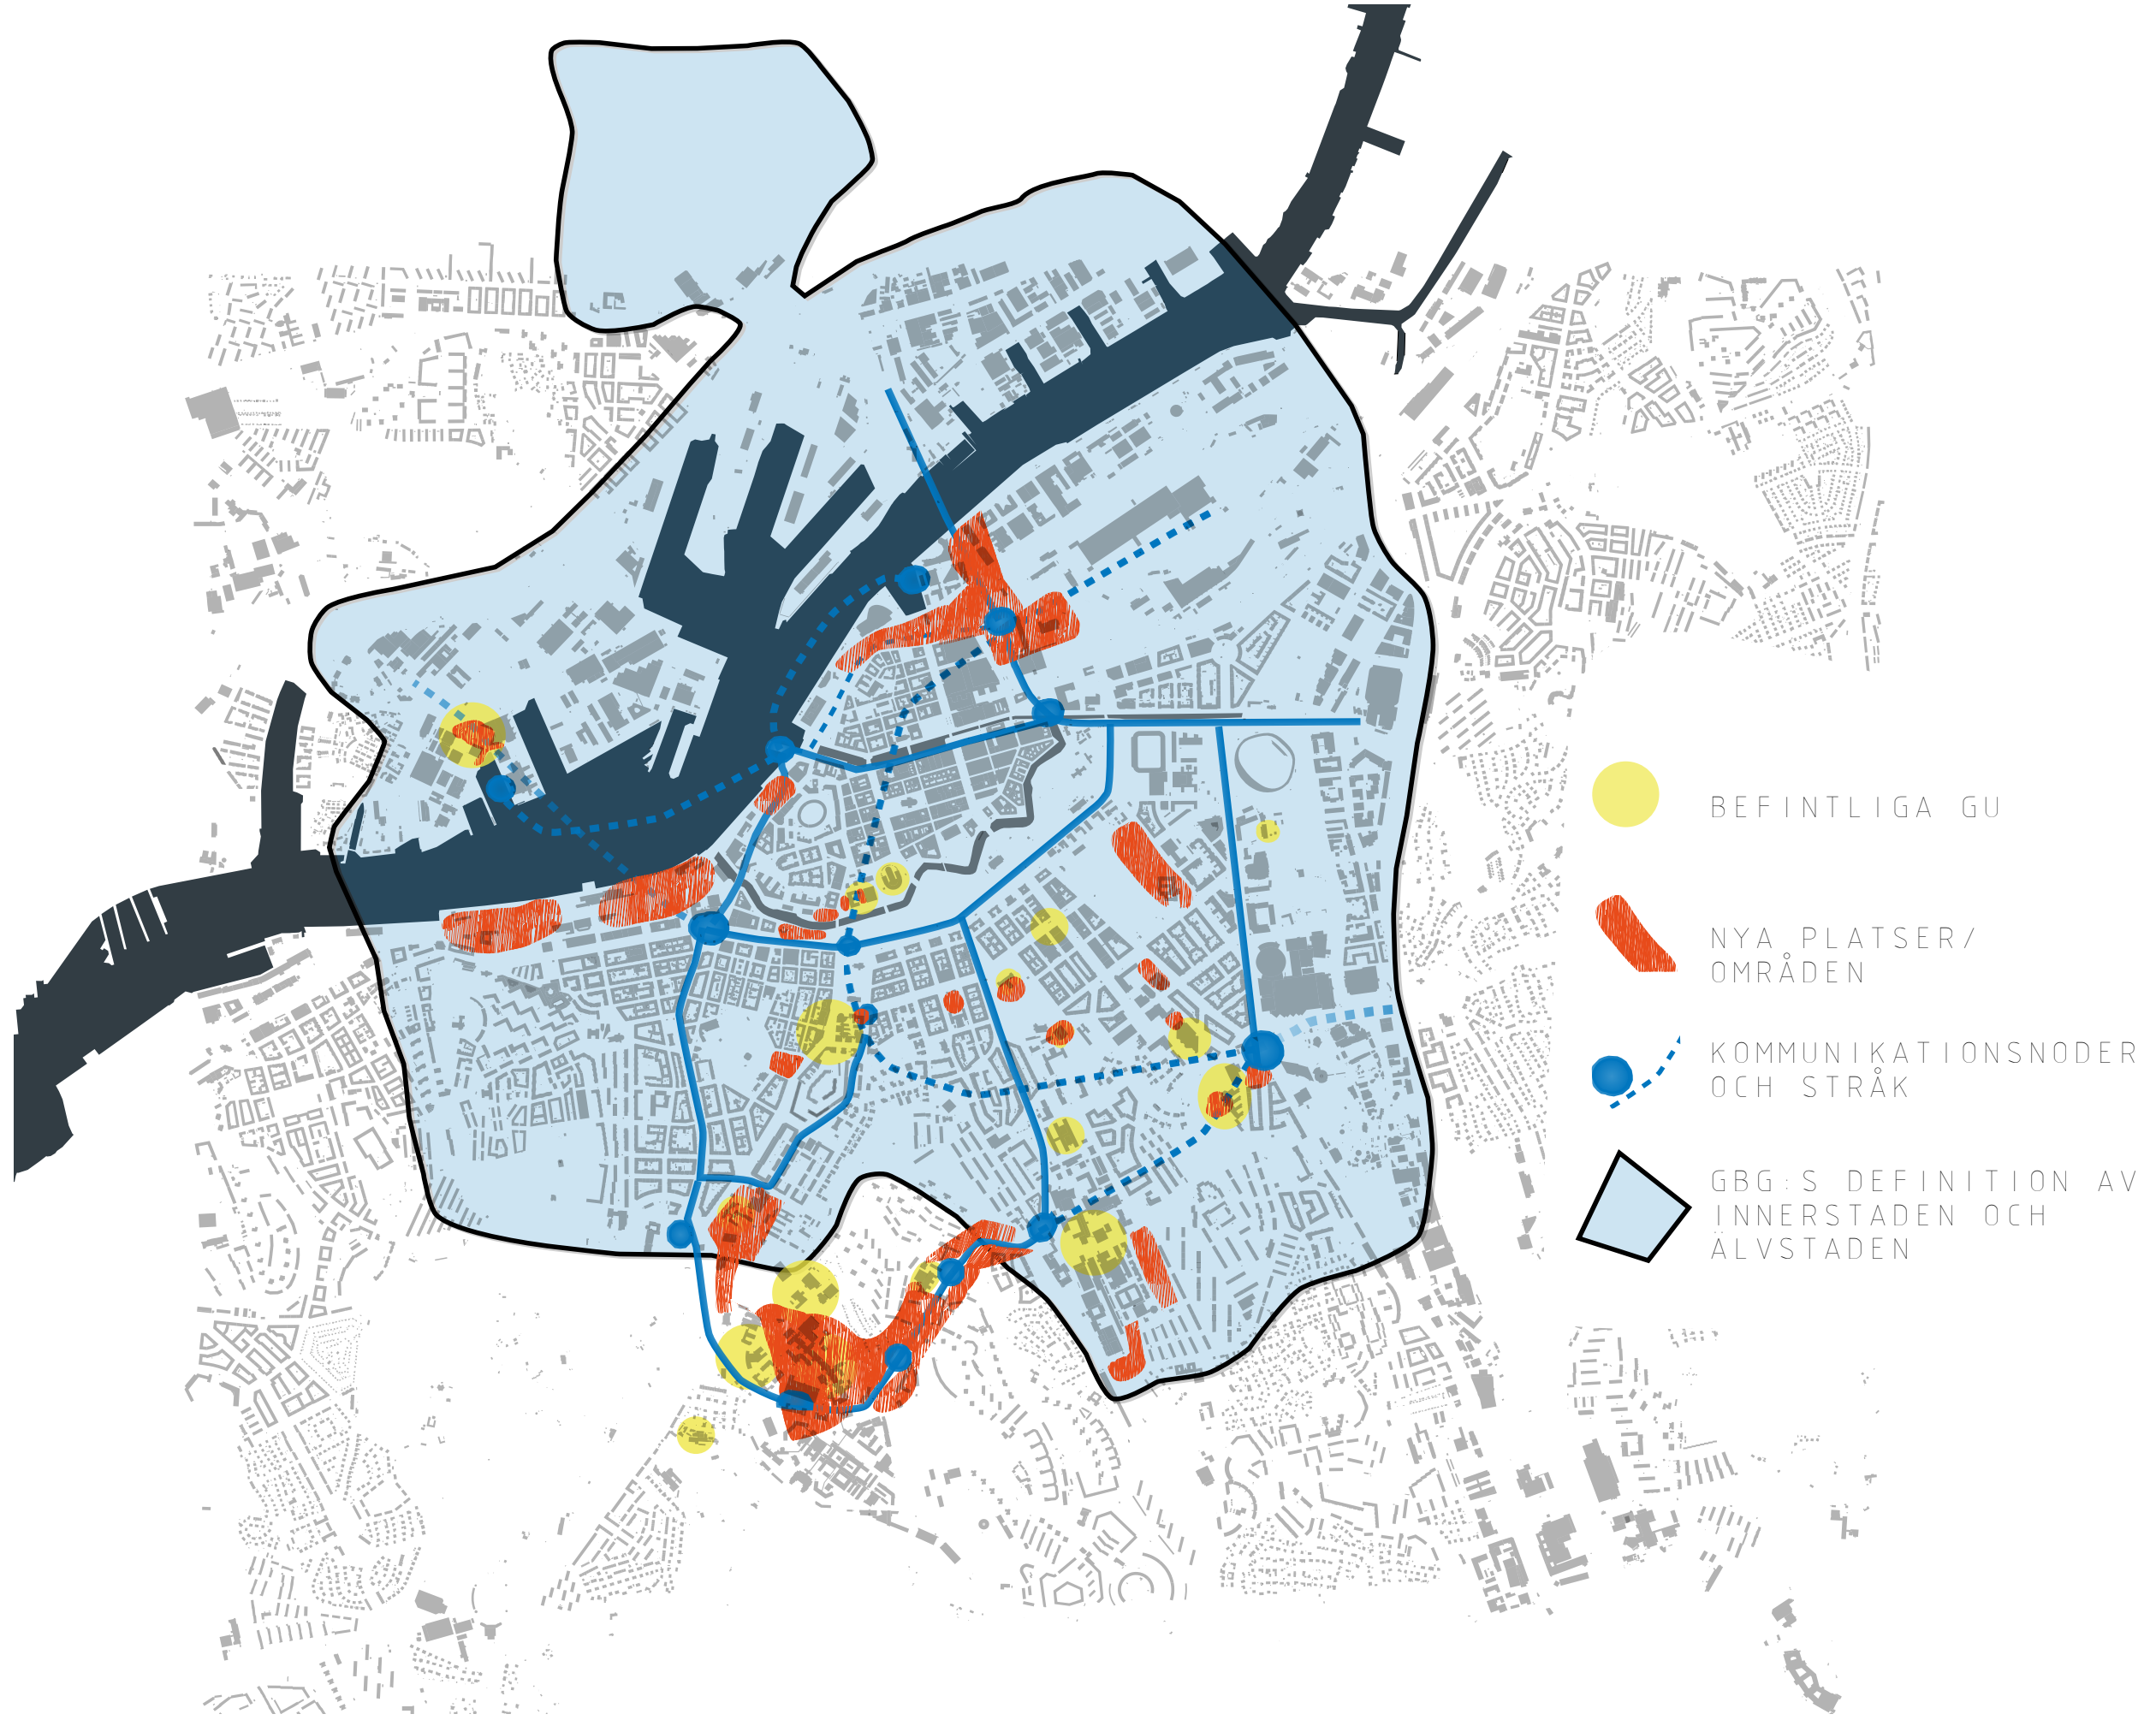 BEFINTLIGA GU
NYA PLATSER/
OMRÅDEN
KOMMUNIKATIONSNODER
OCH STRÅK
GBG:S DEFINITION AV
INNERSTADEN OCH
ÄLVSTADEN